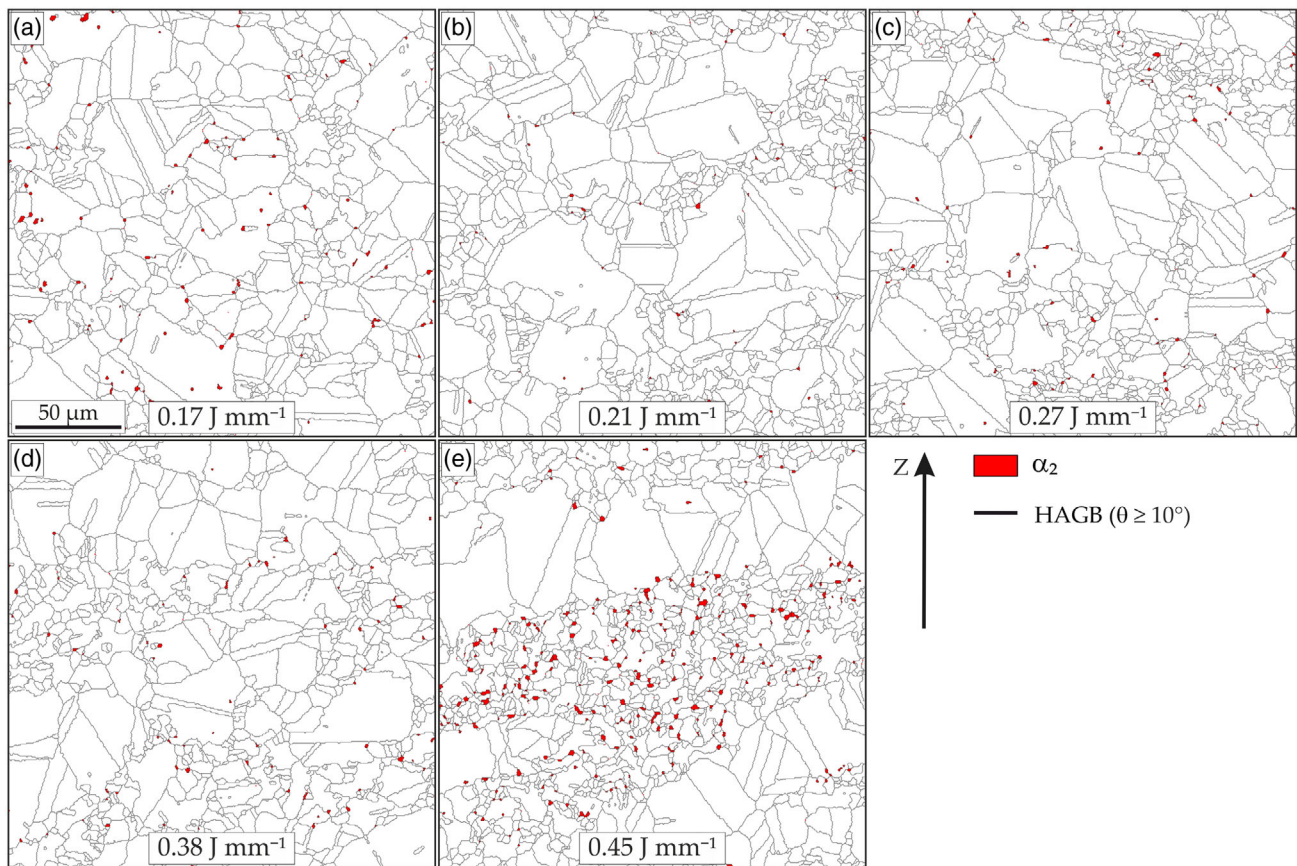 (a)
(b)
(c)
50 µm
0.17 J mm⁻¹
0.21 J mm⁻¹
0.27 J mm⁻¹
(d)
(e)
Z
α₂
HAGB (θ ≥ 10°)
0.38 J mm⁻¹
0.45 J mm⁻¹